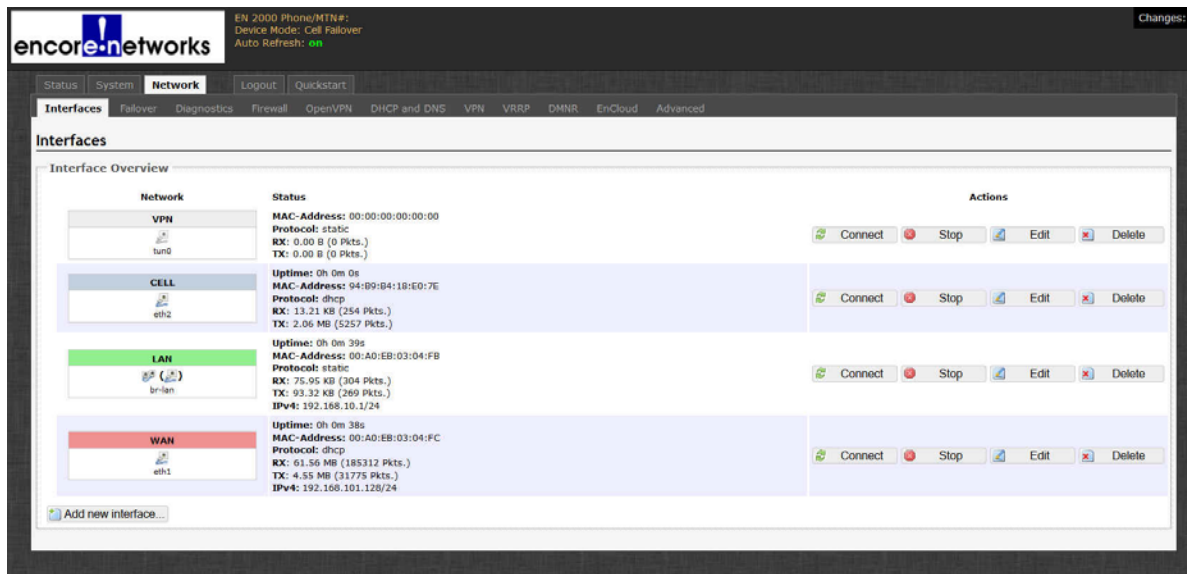 encore!networks
EN 2000 Phone/MTN#:
Device Mode: Cell Failover
Auto Refresh: on
Changes:
Status System Network Logout Quickstart
Interfaces Failover Diagnostics Firewall OpenVPN DHCP and DNS VPN VRRP DMNR EnCloud Advanced
Interfaces
Interface Overview
Network Status Actions
VPN
tun0
MAC-Address: 00:00:00:00:00:00
Protocol: static
RX: 0.00 B (0 Pkts.)
TX: 0.00 B (0 Pkts.)
Connect Stop Edit Delete
CELL
eth2
Uptime: 0h 0m 0s
MAC-Address: 94:B9:B4:18:E0:7E
Protocol: dhcp
RX: 13.21 KB (254 Pkts.)
TX: 2.06 MB (5257 Pkts.)
Connect Stop Edit Delete
LAN
br-lan
Uptime: 0h 0m 39s
MAC-Address: 00:A0:EB:03:04:FB
Protocol: static
RX: 75.95 KB (304 Pkts.)
TX: 93.32 KB (269 Pkts.)
IPv4: 192.168.10.1/24
Connect Stop Edit Delete
WAN
eth1
Uptime: 0h 0m 38s
MAC-Address: 00:A0:EB:03:04:FC
Protocol: dhcp
RX: 61.56 MB (185312 Pkts.)
TX: 4.55 MB (31775 Pkts.)
IPv4: 192.168.101.128/24
Connect Stop Edit Delete
Add new interface...